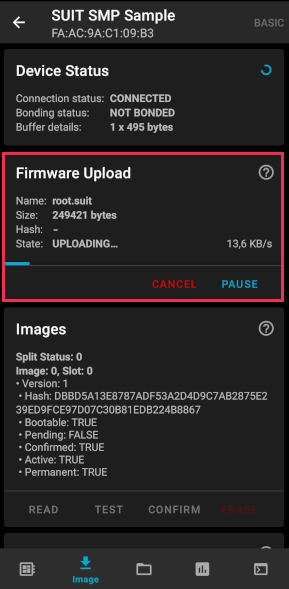 SUIT SMP Sample
FA:AC:9A:C1:09:B3
BASIC
Device Status
Connection status: CONNECTED
Bonding status: NOT BONDED
Buffer details: 1 x 495 bytes
Firmware Upload
Name: root.suit
Size: 249421 bytes
Hash: –
State: UPLOADING… 13,6 KB/s
CANCEL PAUSE
Images
Split Status: 0
Image: 0, Slot: 0
• Version: 1
• Hash: DBBD5A13E8787ADF53A2D4D9C7AB2875E2
39ED9FCE97D07C30B81EDB224B8867
• Bootable: TRUE
• Pending: FALSE
• Confirmed: TRUE
• Active: TRUE
• Permanent: TRUE
READ TEST CONFIRM ERASE
Image